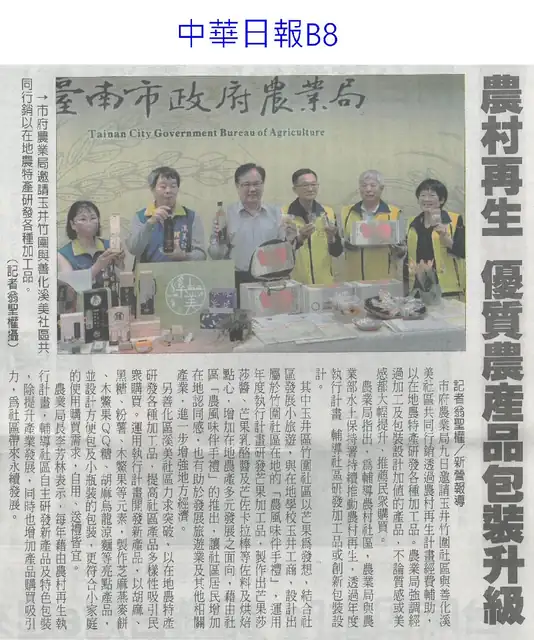 中華日報B8
農村再生 優質農產品包裝升級
臺南市政府農業局
Tainan City Government Bureau of Agriculture
→市府農業局邀請玉井竹圍與善化溪美社區共
同行銷以在地農特產研發各種加工品。
（記者翁聖權攝）
記者翁聖權／新營報導
市府農業局九日邀請玉井竹圍社區與善化溪
美社區共同行銷透過農村再生計畫經費輔助，
以在地農特產研發各種加工品。農業局強調經
過加工及包裝設計加值的產品，不論質感或美
感都大幅提升，推薦民眾購買。
農業局指出，為輔導農村社區，農業局與農
業部水土保持署持續推動農村再生，透過年度
執行計畫，輔導社區研發加工品或創新包裝設
計。
其中玉井區竹圍社區以芒果為發想，結合社
區發展小旅遊，與在地學校玉井工商，設計出
屬於竹圍社區在地的「農風味伴手禮」，運用
年度執行計畫研發芒果加工品，製作出芒果莎
莎醬、芒果乳酪醬及芒佐卡拉辣等佐料及烘焙
點心，增加在地農產多元發展之面向，藉由社
區「農風味伴手禮」的推出，讓社區居民增加
在地認同感，也有助於發展旅遊業及其他相關
產業，進一步增強地方經濟。
另善化區溪美社區力求突破，以在地農特產
研發各種加工品，提高社區產品多樣性吸引民
眾購買。運用執行計畫開發新產品，以胡麻、
黑糖、粉薯、木虌果等元素，製作芝麻蕎麥餅
、木虌果QQ糖、胡麻烏龍涼麵等亮點產品，
並設計方便包及小瓶裝的包裝，更符合小家庭
的使用購買需求，自用、送禮皆宜。
農業局長李芳林表示，每年藉由農村再生執
行計畫，輔導社區自主研發新產品及特色包裝
，除提升產業發展，同時也增加產品購買吸引
力，為社區帶來永續發展。